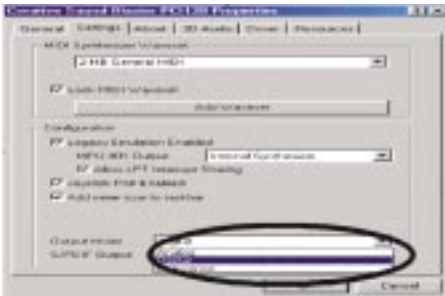 Creative Sound Blaster PCI128 Properties
General Settings About 3D Audio Driver Resources
MIDI Synthesizer Waveset
2 MB General MIDI
Lock MIDI Waveset
Add Waveset
Configuration
Legacy Emulation Enabled
MPU-401 Output Internal Synthesizer
Allow LPT Interrupt Sharing
Joystick Port Enabled
Add mixer icon to taskbar
Output Mode
S/PDIF Output
Cancel